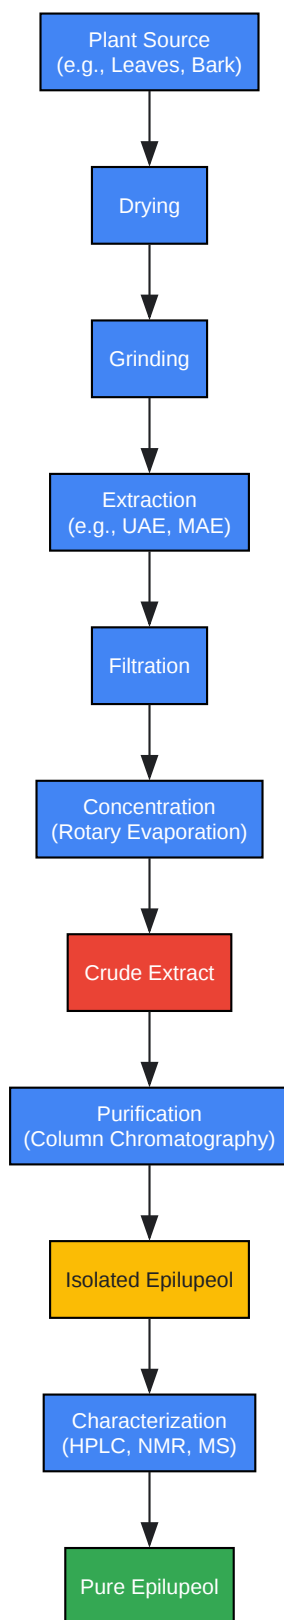 Plant Source
(e.g., Leaves, Bark)
Drying
Grinding
Extraction
(e.g., UAE, MAE)
Filtration
Concentration
(Rotary Evaporation)
Crude Extract
Purification
(Column Chromatography)
Isolated Epilupeol
Characterization
(HPLC, NMR, MS)
Pure Epilupeol